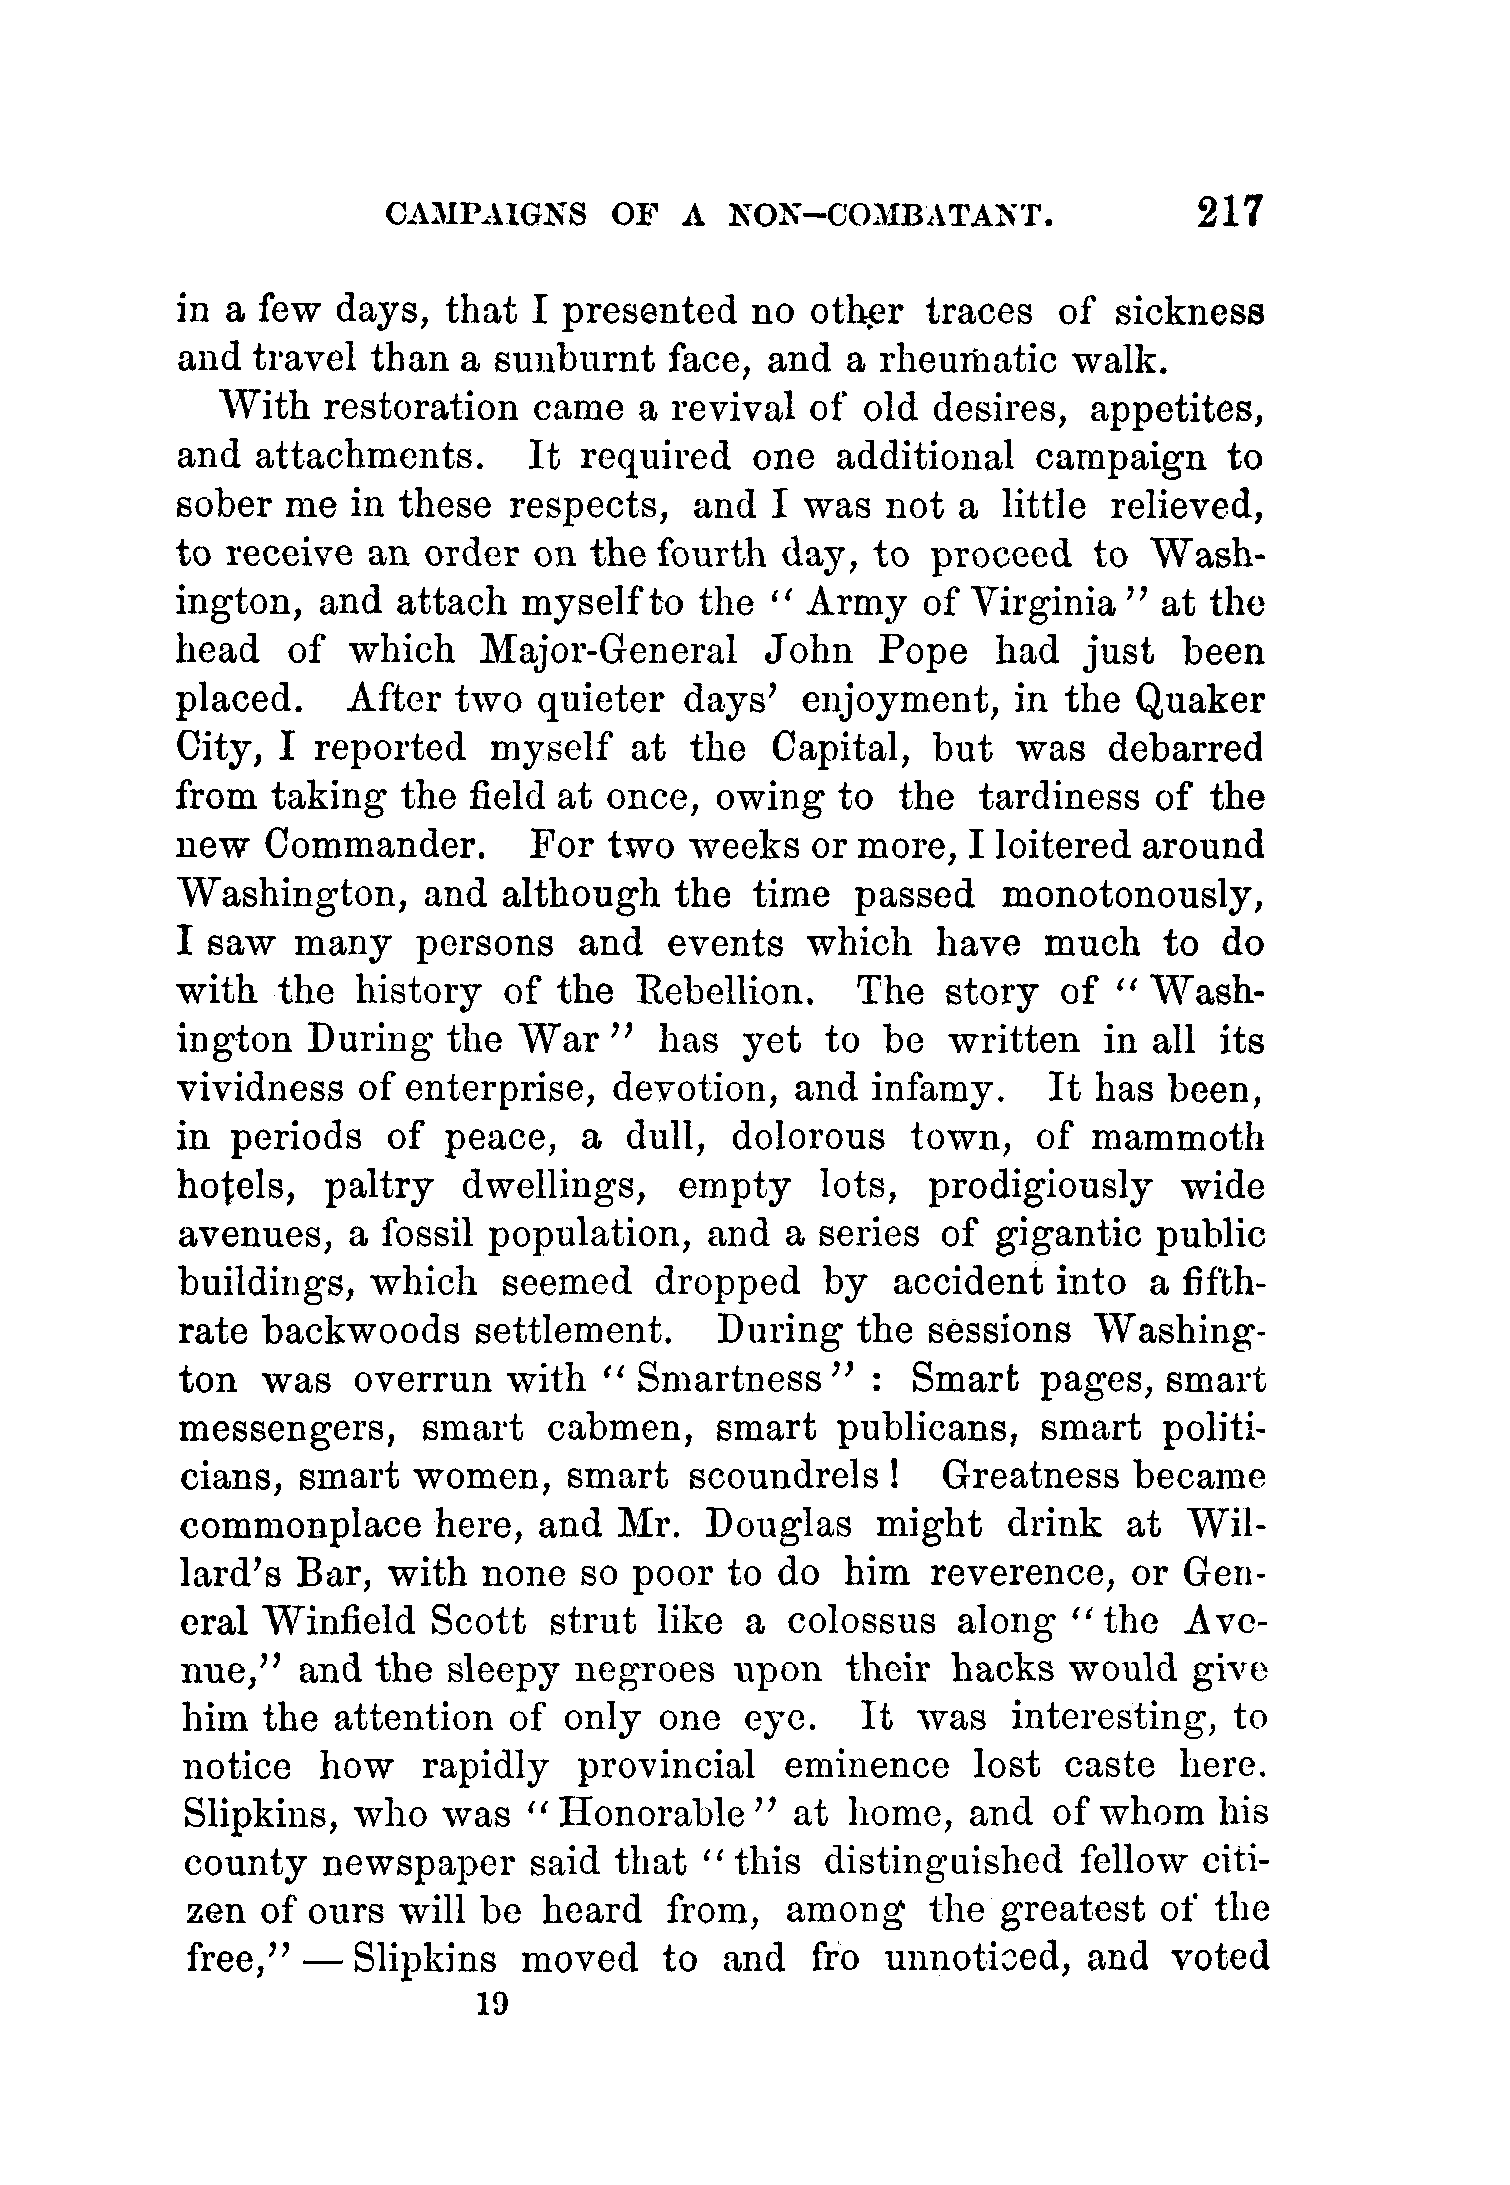 CAMPAIGNS OF A NON-COMBATANT. 217
in a few days, that I presented no other traces of sickness
and travel than a sunburnt face, and a rheumatic walk.
With restoration came a revival of old desires, appetites,
and attachments. It required one additional campaign to
sober me in these respects, and I was not a little relieved,
to receive an order on the fourth day, to proceed to Wash-
ington, and attach myself to the " Army of Virginia " at the
head of which Major-General John Pope had just been
placed. After two quieter days' enjoyment, in the Quaker
City, I reported myself at the Capital, but was debarred
from taking the field at once, owing to the tardiness of the
new Commander. For two weeks or more, I loitered around
Washington, and although the time passed monotonously,
I saw many persons and events which have much to do
with the history of the Rebellion. The story of " Wash-
ington During the War " has yet to be written in all its
vividness of enterprise, devotion, and infamy. It has been,
in periods of peace, a dull, dolorous town, of mammoth
hotels, paltry dwellings, empty lots, prodigiously wide
avenues, a fossil population, and a series of gigantic public
buildings, which seemed dropped by accident into a fifth-
rate backwoods settlement. During the sessions Washing-
ton was overrun with " Smartness " : Smart pages, smart
messengers, smart cabmen, smart publicans, smart politi-
cians, smart women, smart scoundrels ! Greatness became
commonplace here, and Mr. Douglas might drink at Wil-
lard's Bar, with none so poor to do him reverence, or Gen-
eral Winfield Scott strut like a colossus along " the Ave-
nue," and the sleepy negroes upon their hacks would give
him the attention of only one eye. It was interesting, to
notice how rapidly provincial eminence lost caste here.
Slipkins, who was " Honorable " at home, and of whom his
county newspaper said that " this distinguished fellow citi-
zen of ours will be heard from, among the greatest of the
free," — Slipkins moved to and fro unnoticed, and voted
19